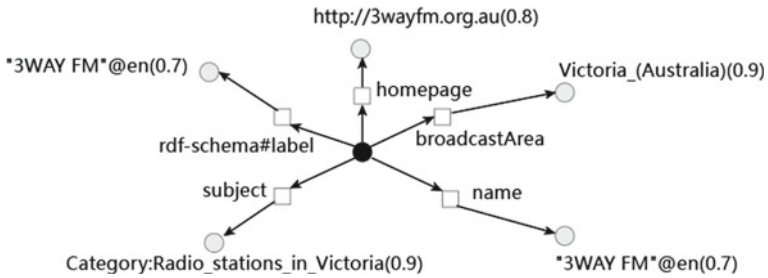 http://3wayfm.org.au(0.8)
"3WAY FM"@en(0.7)
Victoria_(Australia)(0.9)
homepage
rdf-schema#label
broadcastArea
subject
name
Category:Radio_stations_in_Victoria(0.9)
"3WAY FM"@en(0.7)